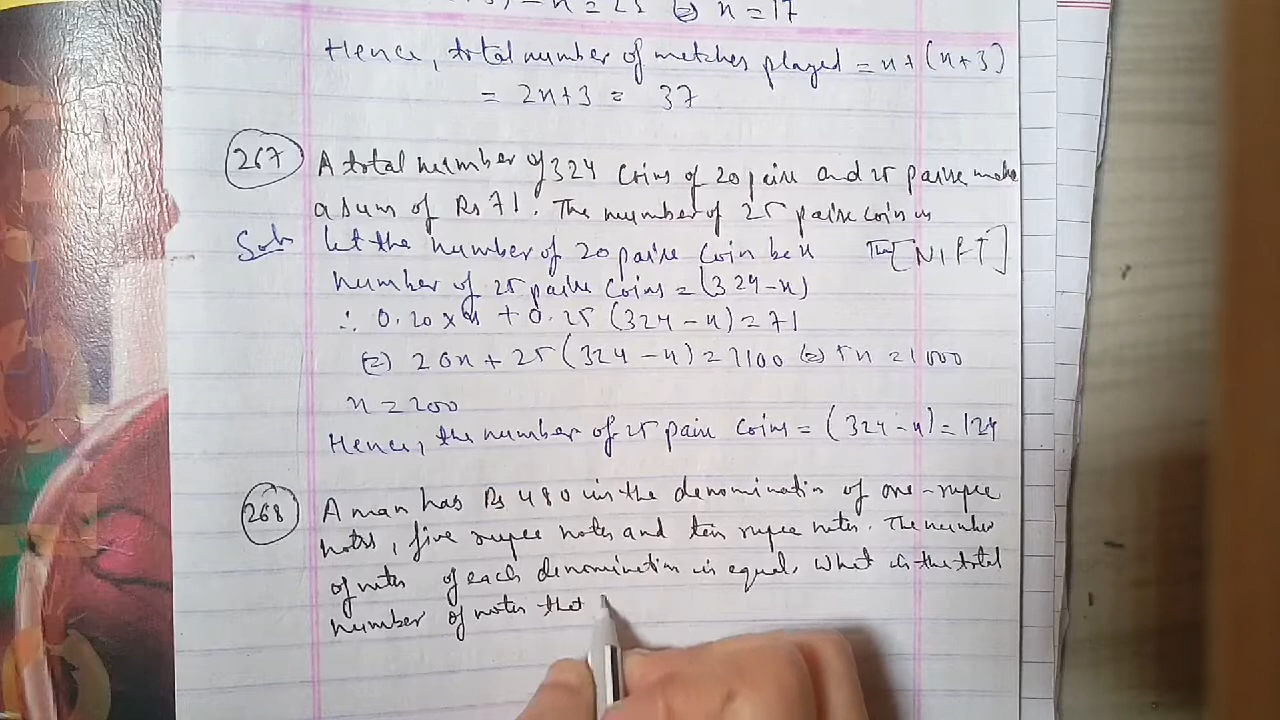 = 25 n = 17
Hence, total number of matches played = n + (n+3)
= 2n+3 = 37
267 A total number of 324 coins of 20 paise and 25 paise make
a sum of Rs 71. The number of 25 paise coin is
Soln let the number of 20 paise coin be n [NIFT]
Number of 25 paise coins = (324-n)
∴ 0.20 × n + 0.25 (324-n) = 71
20n + 25 (324-n) = 7100 5n = 1000
n = 200
Hence, the number of 25 paise coins = (324-n) = 124
268 A man has Rs 480 in the denomination of one-rupee
notes, five rupee notes and ten rupee notes. The number
of notes of each denomination is equal. What is the total
number of notes that